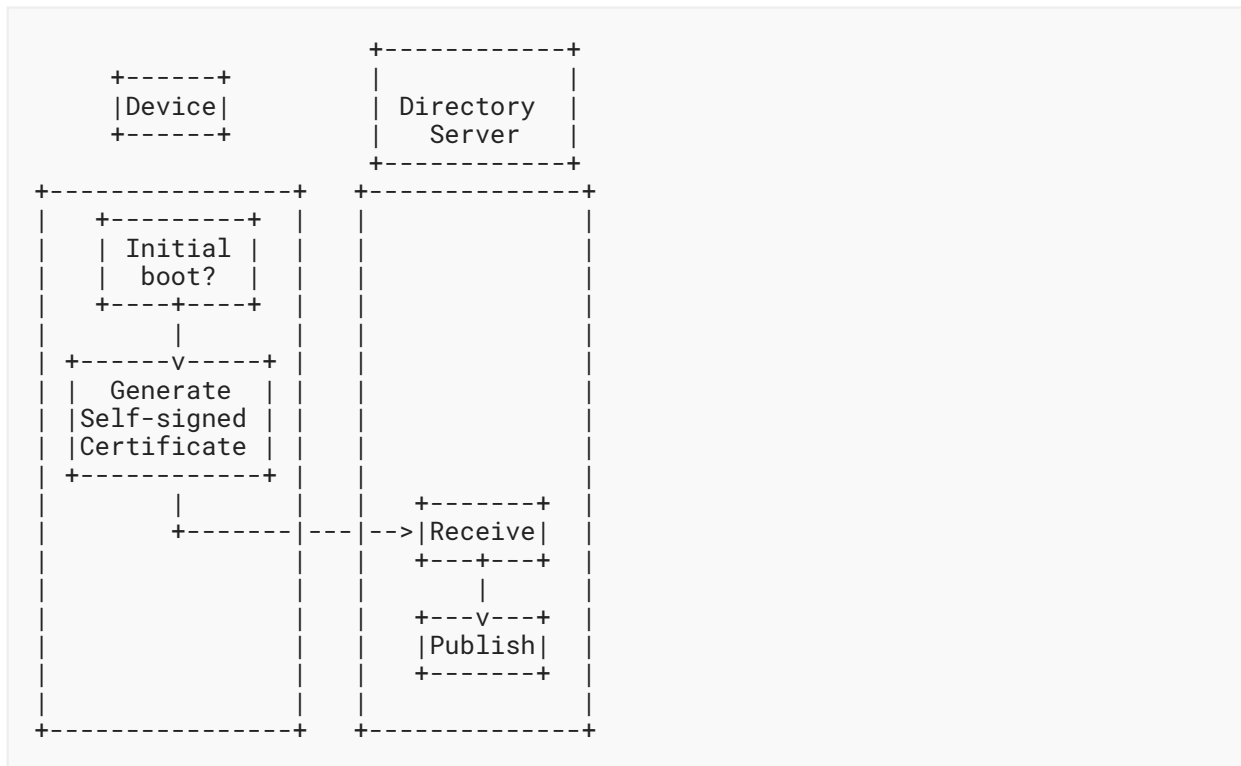 Device
Directory
Server
Initial
boot?
Generate
Self-signed
Certificate
Receive
Publish